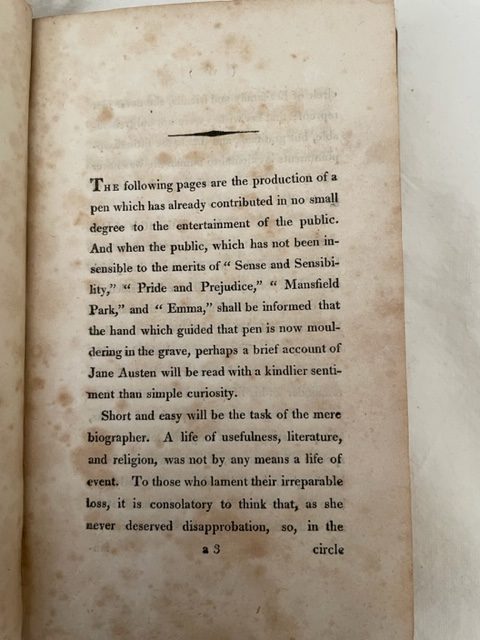 THE following pages are the production of a
pen which has already contributed in no small
degree to the entertainment of the public.
And when the public, which has not been in-
sensible to the merits of “ Sense and Sensibi-
lity,” “ Pride and Prejudice,” “ Mansfield
Park,” and “ Emma,” shall be informed that
the hand which guided that pen is now moul-
dering in the grave, perhaps a brief account of
Jane Austen will be read with a kindlier senti-
ment than simple curiosity.
Short and easy will be the task of the mere
biographer. A life of usefulness, literature,
and religion, was not by any means a life of
event. To those who lament their irreparable
loss, it is consolatory to think that, as she
never deserved disapprobation, so, in the
a 3 circle